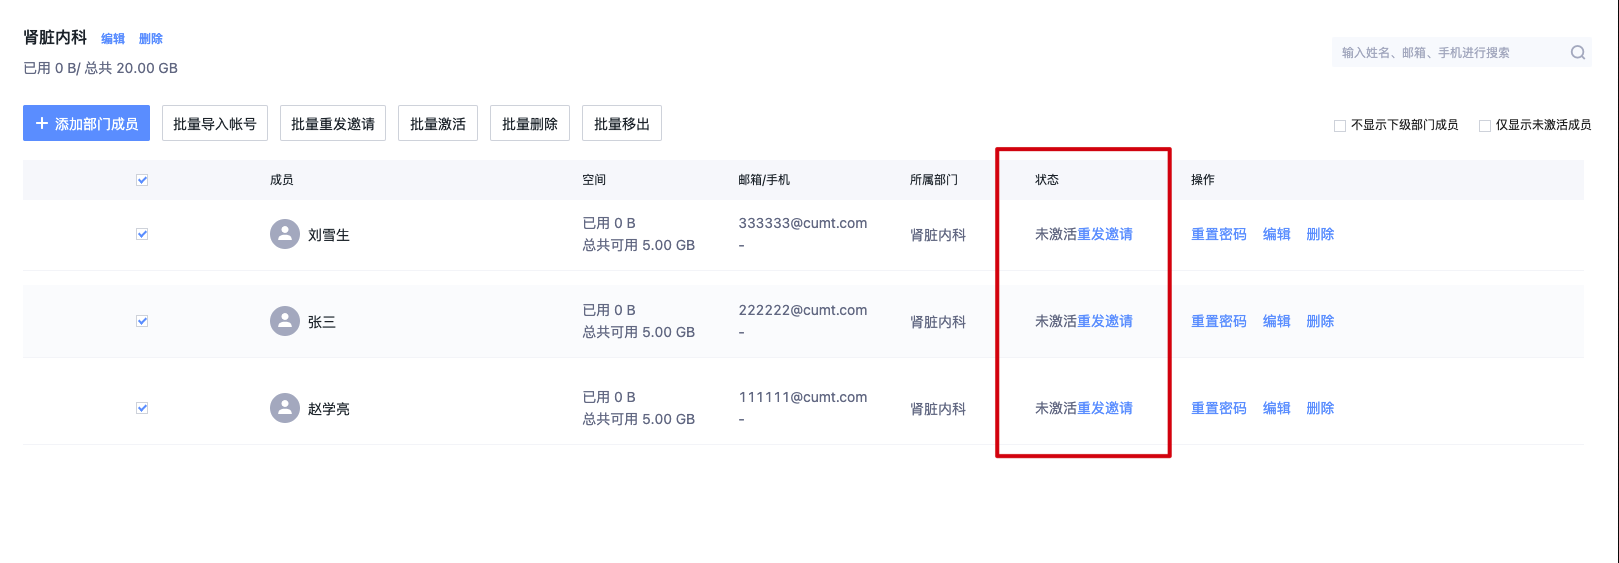 肾脏内科 编辑 删除
已用 0 B/ 总共 20.00 GB
输入姓名、邮箱、手机进行搜索
+ 添加部门成员 批量导入帐号 批量重发邀请 批量激活 批量删除 批量移出
不显示下级部门成员 仅显示未激活成员
成员 空间 邮箱/手机 所属部门 状态 操作
刘雪生 已用 0 B 333333@cumt.com 肾脏内科 未激活重发邀请 重置密码 编辑 删除
总共可用 5.00 GB -
张三 已用 0 B 222222@cumt.com 肾脏内科 未激活重发邀请 重置密码 编辑 删除
总共可用 5.00 GB -
赵学亮 已用 0 B 111111@cumt.com 肾脏内科 未激活重发邀请 重置密码 编辑 删除
总共可用 5.00 GB -